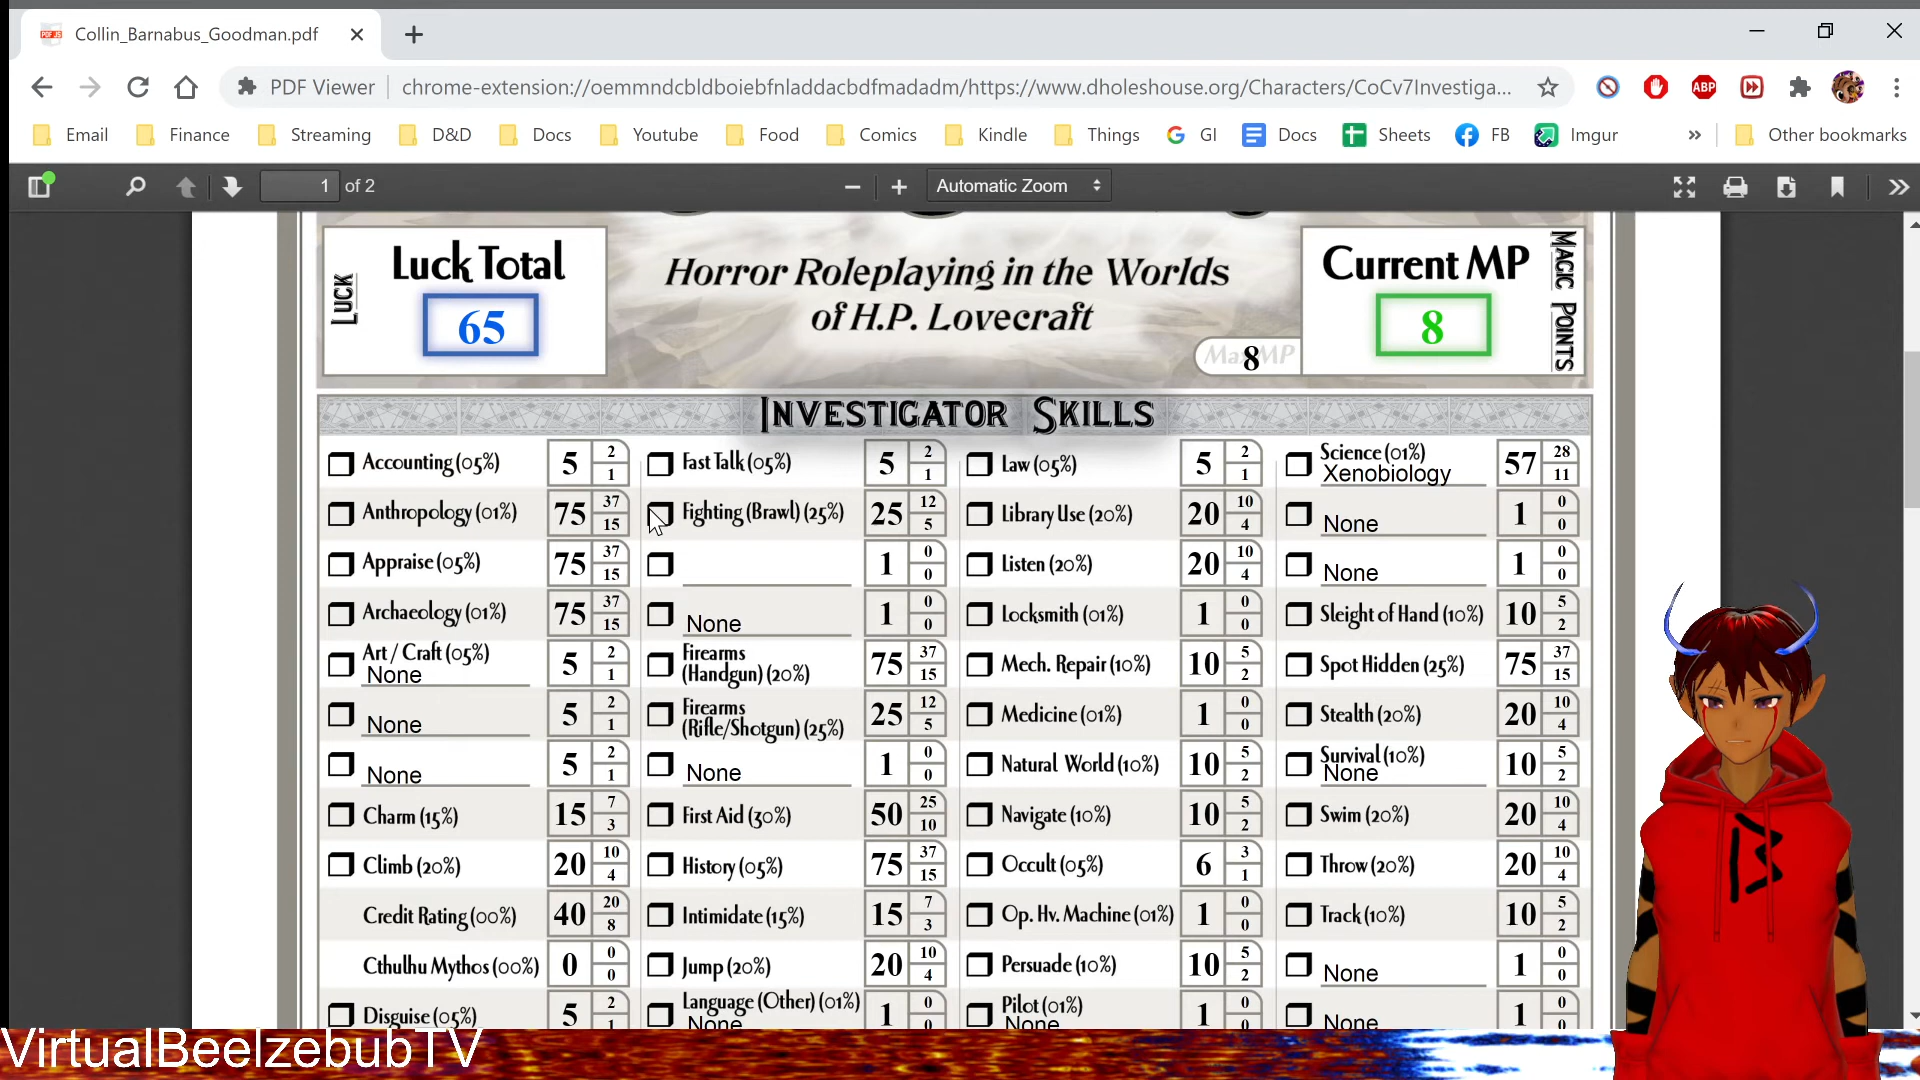 Collin_Barnabus_Goodman.pdf
PDF Viewer chrome-extension://oemmndcbldboiebfnladdacbdfmadadm/https://www.dholeshouse.org/Characters/CoCv7Investiga...
ABP
Email Finance Streaming D&D Docs Youtube Food Comics Kindle Things GI Docs Sheets FB Imgur » Other bookmarks
1 of 2 Automatic Zoom
Luck
Luck Total
65
Horror Roleplaying in the Worlds
of H.P. Lovecraft
Max MP
8
Current MP
8
Magic Points
Investigator Skills
Accounting (05%) 5 2 1 Fast Talk (05%) 5 2 1 Law (05%) 5 2 1 Science (01%) Xenobiology 57 28 11
Anthropology (01%) 75 37 15 Fighting (Brawl) (25%) 25 12 5 Library Use (20%) 20 10 4 None 1 0 0
Appraise (05%) 75 37 15 1 0 0 Listen (20%) 20 10 4 None 1 0 0
Archaeology (01%) 75 37 15 None 1 0 0 Locksmith (01%) 1 0 0 Sleight of Hand (10%) 10 5 2
Art / Craft (05%) None 5 2 1 Firearms (Handgun) (20%) 75 37 15 Mech. Repair (10%) 10 5 2 Spot Hidden (25%) 75 37 15
None 5 2 1 Firearms (Rifle/Shotgun) (25%) 25 12 5 Medicine (01%) 1 0 0 Stealth (20%) 20 10 4
None 5 2 1 None 1 0 0 Natural World (10%) 10 5 2 Survival (10%) None 10 5 2
Charm (15%) 15 7 3 First Aid (30%) 50 25 10 Navigate (10%) 10 5 2 Swim (20%) 20 10 4
Climb (20%) 20 10 4 History (05%) 75 37 15 Occult (05%) 6 3 1 Throw (20%) 20 10 4
Credit Rating (00%) 40 20 8 Intimidate (15%) 15 7 3 Op. Hv. Machine (01%) 1 0 0 Track (10%) 10 5 2
Cthulhu Mythos (00%) 0 0 0 Jump (20%) 20 10 4 Persuade (10%) 10 5 2 None 1 0 0
Disguise (05%) 5 2 1 Language (Other) (01%) None 1 0 0 Pilot (01%) None 1 0 0 None 1 0 0
VirtualBeelzebubTV